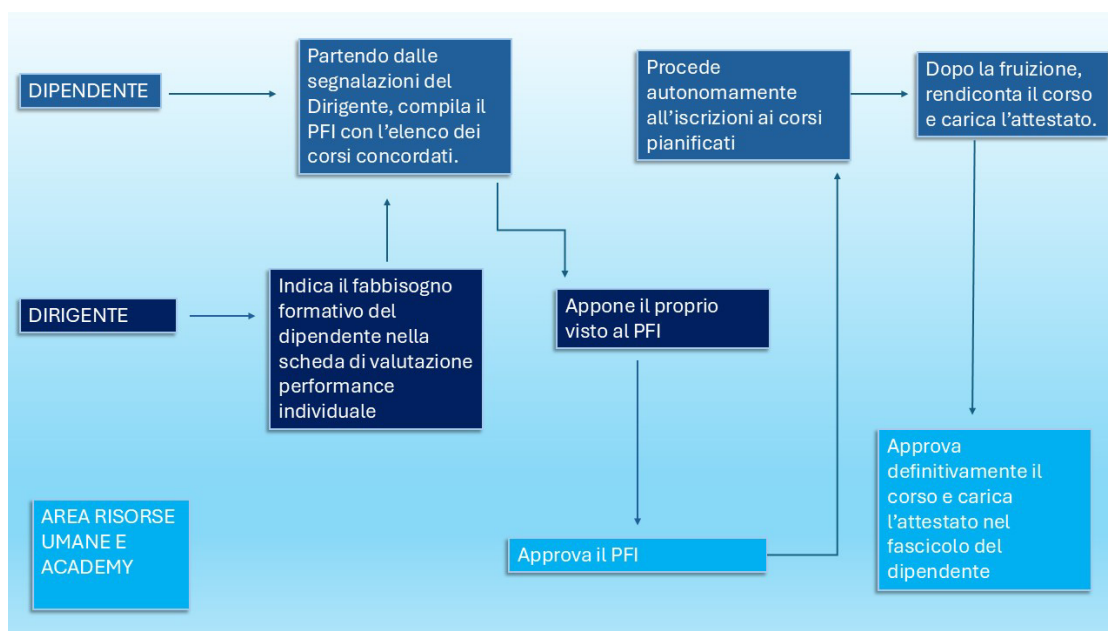 DIPENDENTE
Partendo dalle
segnalazioni del
Dirigente, compila il
PFI con l'elenco dei
corsi concordati.
Procede
autonomamente
all'iscrizioni ai corsi
pianificati
Dopo la fruizione,
rendiconta il corso
e carica l'attestato.
DIRIGENTE
Indica il fabbisogno
formativo del
dipendente nella
scheda di valutazione
performance
individuale
Appone il proprio
visto al PFI
AREA RISORSE
UMANE E
ACADEMY
Approva il PFI
Approva
definitivamente il
corso e carica
l'attestato nel
fascicolo del
dipendente